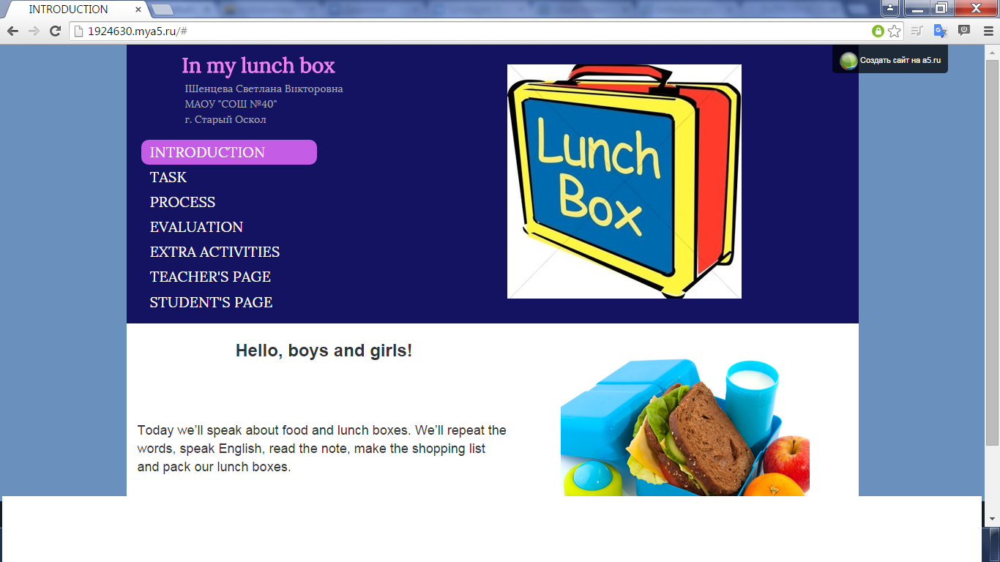 INTRODUCTION
1924630.mya5.ru/#
Создать сайт на a5.ru
In my lunch box
IШенцева Светлана Викторовна
МАОУ "СОШ №40"
г. Старый Оскол
Lunch
Box
INTRODUCTION
TASK
PROCESS
EVALUATION
EXTRA ACTIVITIES
TEACHER'S PAGE
STUDENT'S PAGE
Hello, boys and girls!
Today we’ll speak about food and lunch boxes. We’ll repeat the
words, speak English, read the note, make the shopping list
and pack our lunch boxes.